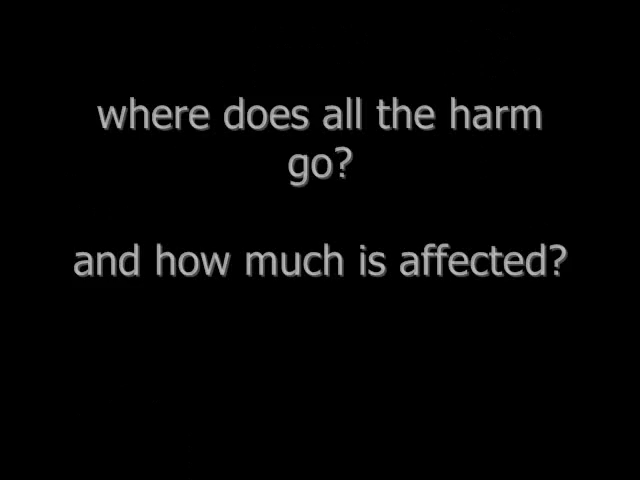 where does all the harm
go?
and how much is affected?